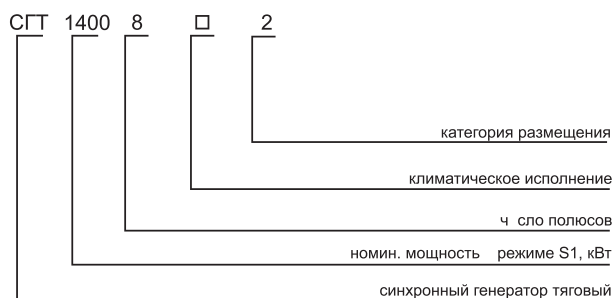 СГТ 1400 8 □ 2
категория размещения
климатическое исполнение
ч сло полюсов
номин. мощность режиме S1, кВт
синхронный генератор тяговый